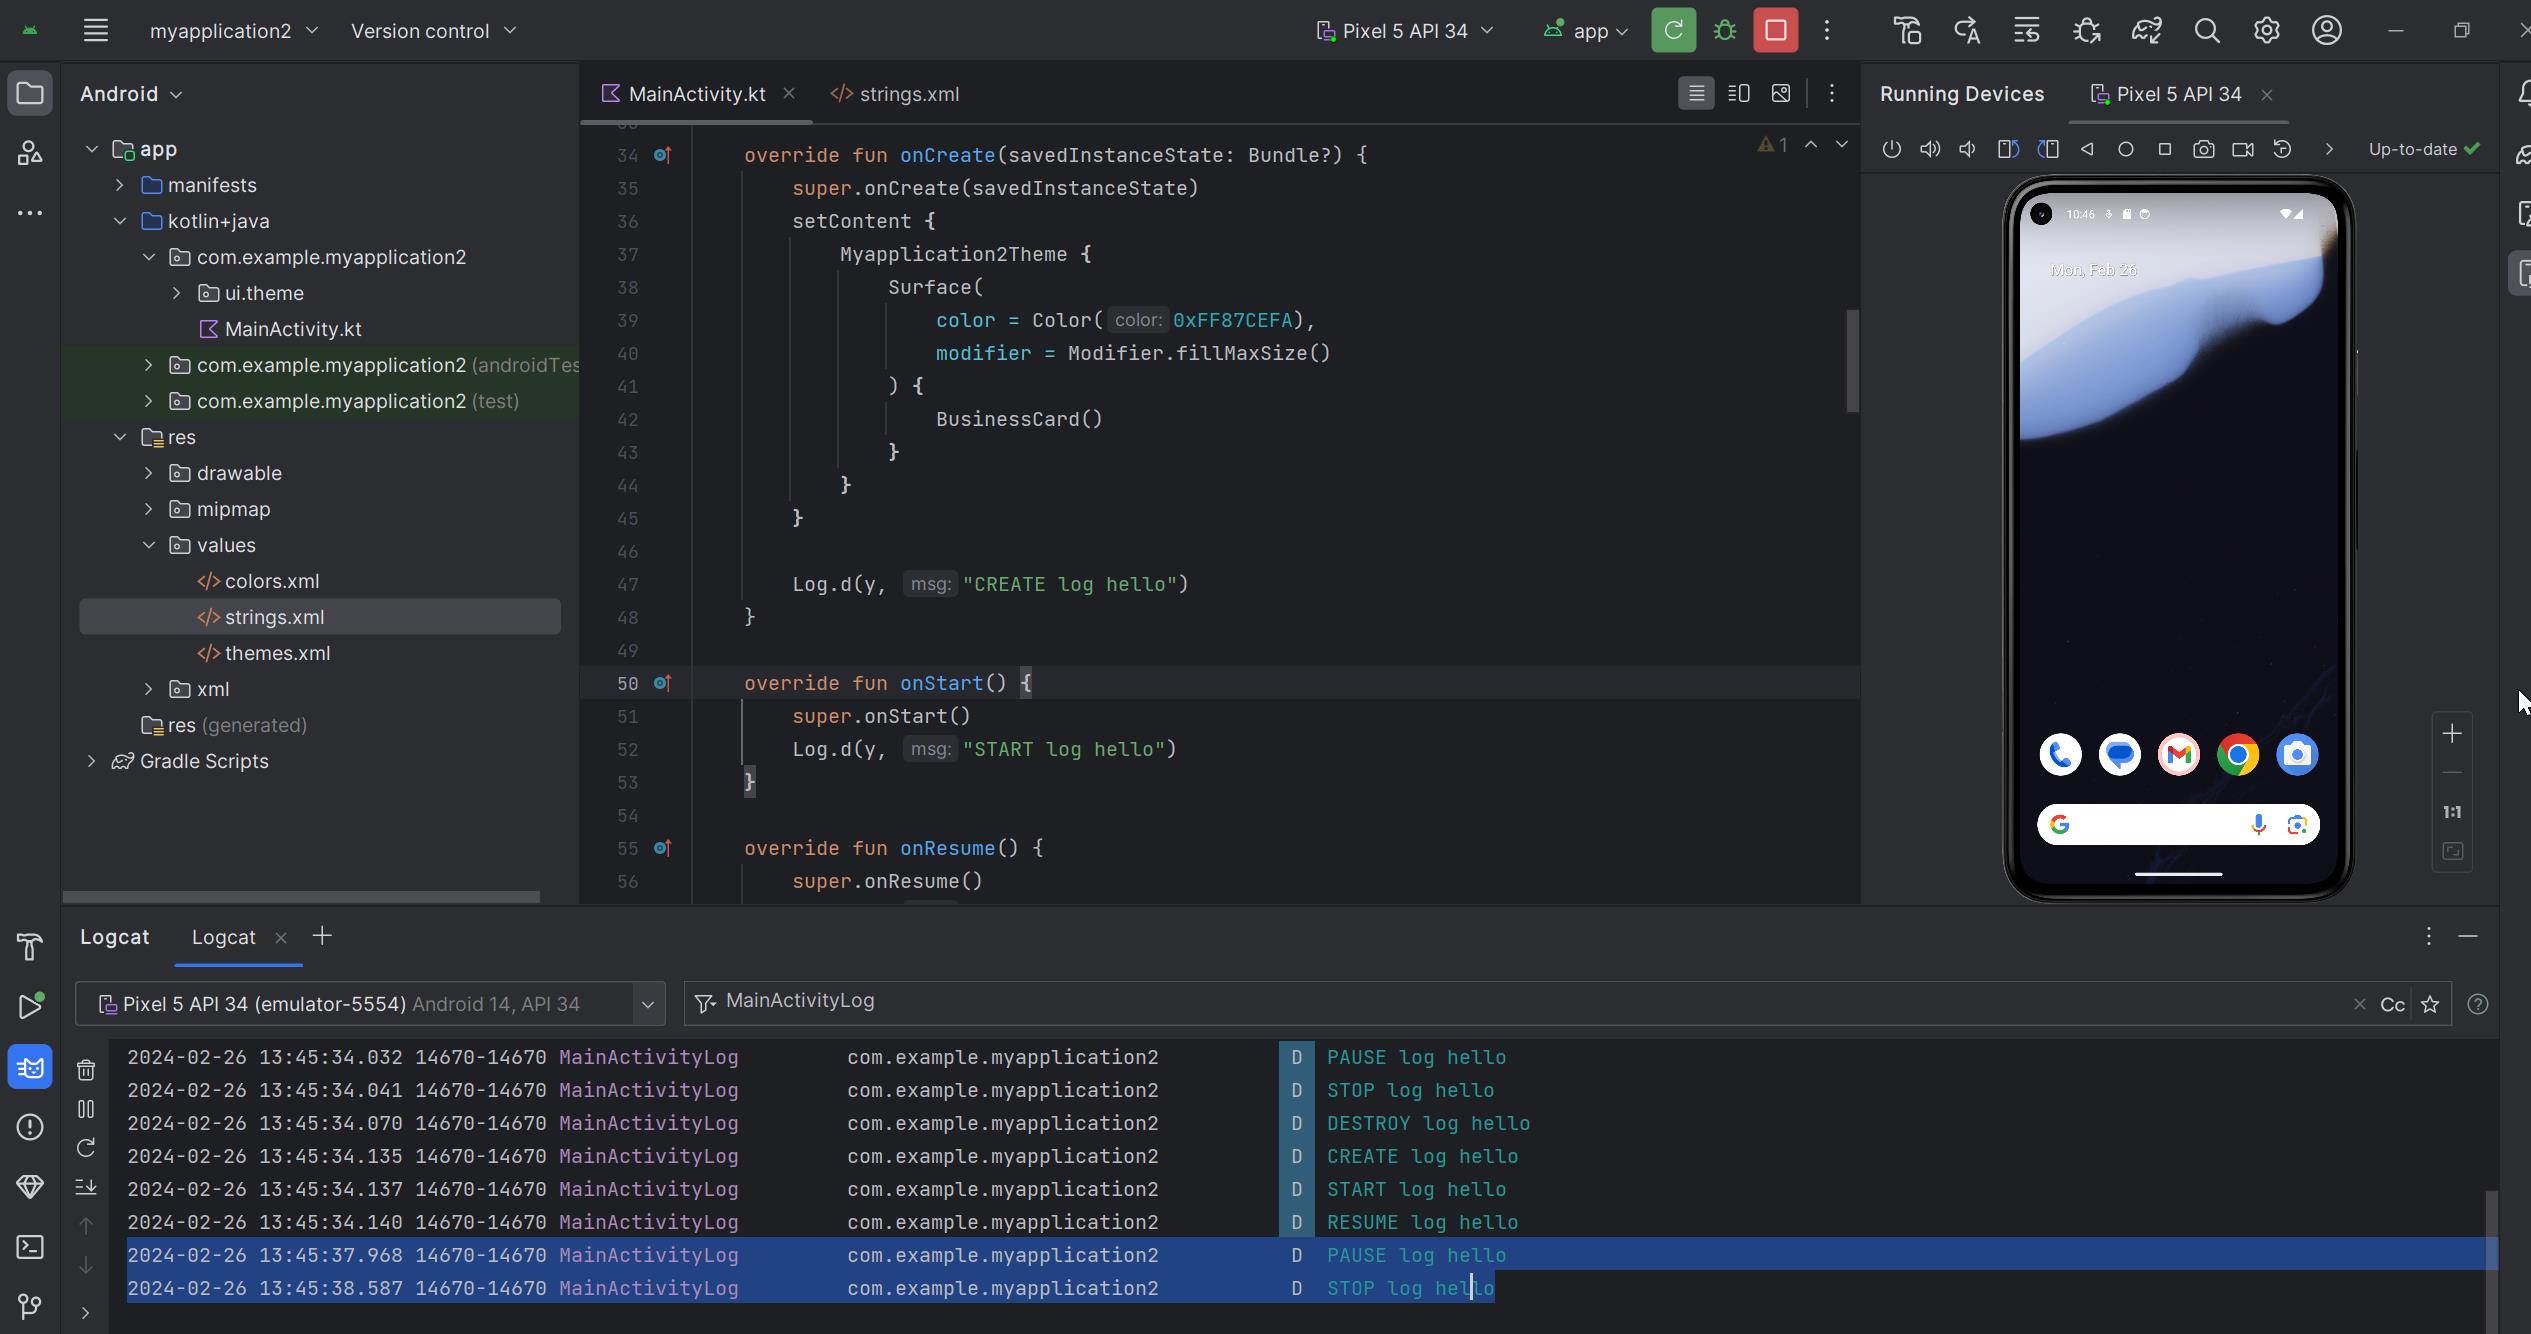 myapplication2 Version control Pixel 5 API 34 app
Android
app
manifests
kotlin+java
com.example.myapplication2
ui.theme
MainActivity.kt
com.example.myapplication2 (androidTes
com.example.myapplication2 (test)
res
drawable
mipmap
values
colors.xml
strings.xml
themes.xml
xml
res (generated)
Gradle Scripts
MainActivity.kt strings.xml
1
34 override fun onCreate(savedInstanceState: Bundle?) {
35 super.onCreate(savedInstanceState)
36 setContent {
37 Myapplication2Theme {
38 Surface(
39 color = Color( color: 0xFF87CEFA),
40 modifier = Modifier.fillMaxSize()
41 ) {
42 BusinessCard()
43 }
44 }
45 }
46
47 Log.d(y, msg: "CREATE log hello")
48 }
49
50 override fun onStart() {
51 super.onStart()
52 Log.d(y, msg: "START log hello")
53 }
54
55 override fun onResume() {
56 super.onResume()
Running Devices Pixel 5 API 34
Up-to-date
10:46
Mon, Feb 26
1:1
Logcat Logcat
Pixel 5 API 34 (emulator-5554) Android 14, API 34 MainActivityLog Cc
2024-02-26 13:45:34.032 14670-14670 MainActivityLog com.example.myapplication2 D PAUSE log hello
2024-02-26 13:45:34.041 14670-14670 MainActivityLog com.example.myapplication2 D STOP log hello
2024-02-26 13:45:34.070 14670-14670 MainActivityLog com.example.myapplication2 D DESTROY log hello
2024-02-26 13:45:34.135 14670-14670 MainActivityLog com.example.myapplication2 D CREATE log hello
2024-02-26 13:45:34.137 14670-14670 MainActivityLog com.example.myapplication2 D START log hello
2024-02-26 13:45:34.140 14670-14670 MainActivityLog com.example.myapplication2 D RESUME log hello
2024-02-26 13:45:37.968 14670-14670 MainActivityLog com.example.myapplication2 D PAUSE log hello
2024-02-26 13:45:38.587 14670-14670 MainActivityLog com.example.myapplication2 D STOP log hello